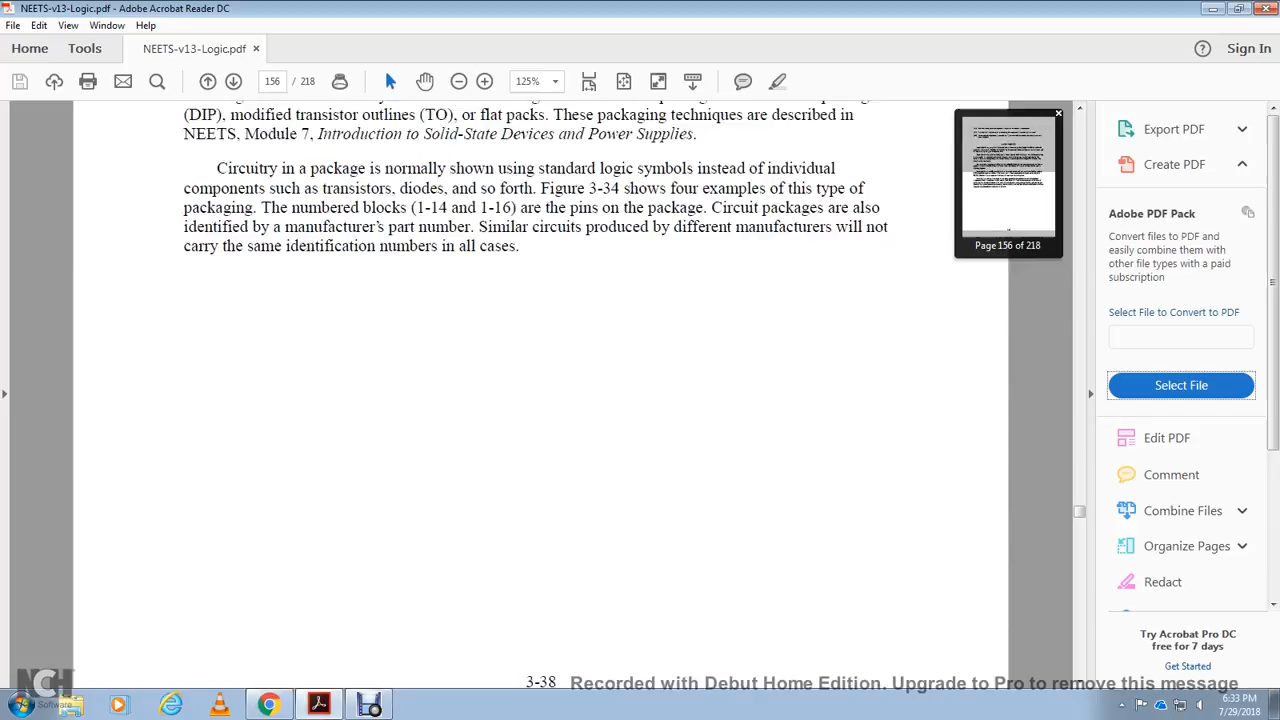 NEETS-v13-Logic.pdf - Adobe Acrobat Reader DC
File Edit View Window Help
Home Tools NEETS-v13-Logic.pdf × Sign In
156 / 218 125%
(DIP), modified transistor outlines (TO), or flat packs. These packaging techniques are described in
NEETS, Module 7, Introduction to Solid-State Devices and Power Supplies.
Circuitry in a package is normally shown using standard logic symbols instead of individual
components such as transistors, diodes, and so forth. Figure 3-34 shows four examples of this type of
packaging. The numbered blocks (1-14 and 1-16) are the pins on the package. Circuit packages are also
identified by a manufacturer's part number. Similar circuits produced by different manufacturers will not
carry the same identification numbers in all cases.
3-38
Page 156 of 218
Export PDF
Create PDF
Adobe PDF Pack
Convert files to PDF and
easily combine them with
other file types with a paid
subscription
Select File to Convert to PDF
Select File
Edit PDF
Comment
Combine Files
Organize Pages
Redact
Try Acrobat Pro DC
free for 7 days
Get Started
NCH
Software
Recorded with Debut Home Edition. Upgrade to Pro to remove this message
6:33 PM
7/29/2018